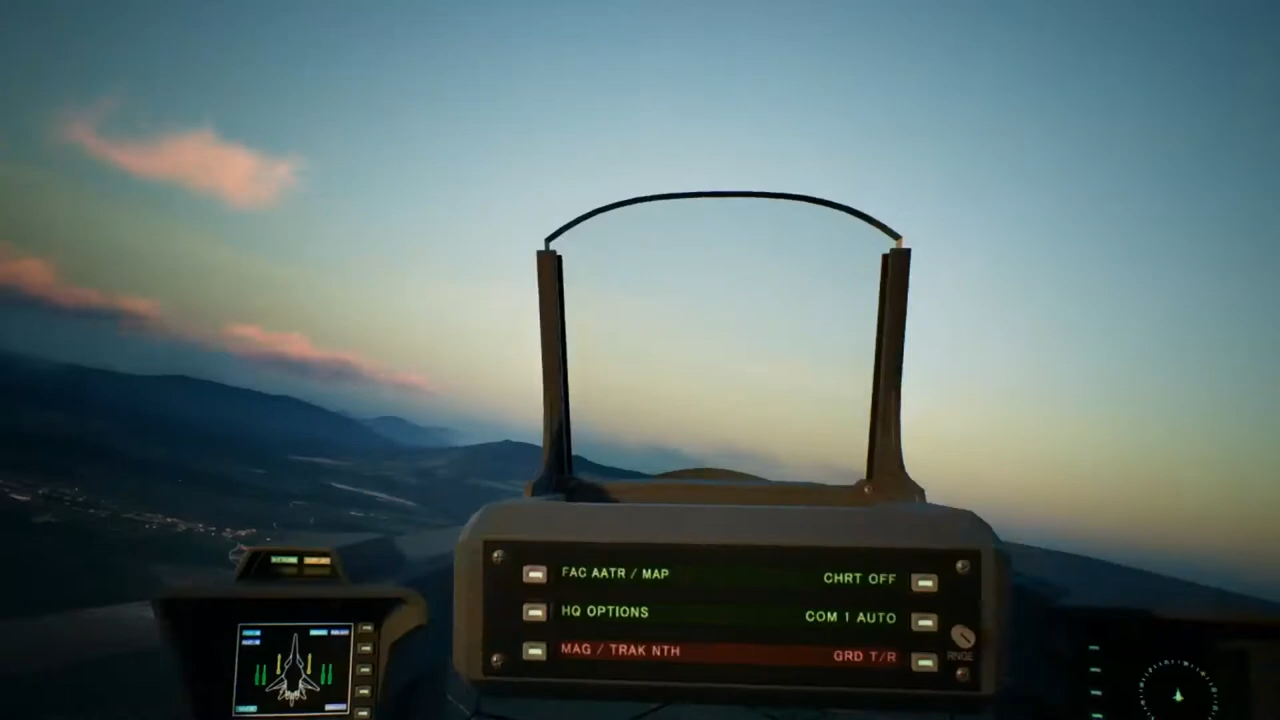 FAC AATR / MAP
CHRT OFF
HQ OPTIONS
COM 1 AUTO
MAG / TRAK NTH
GRD T/R
RNGE